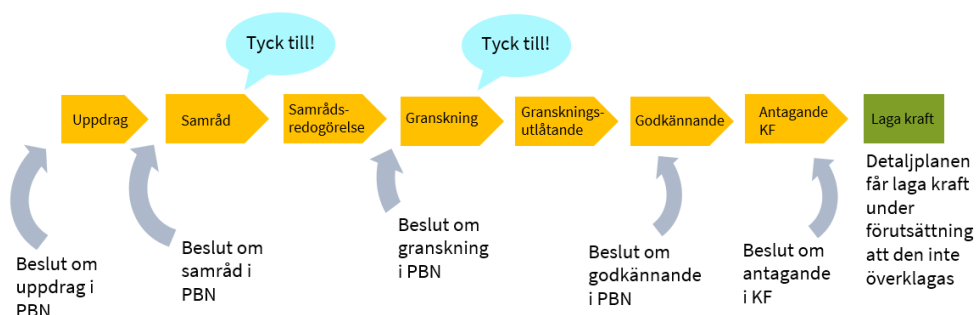 Tyck till!
Tyck till!
Uppdrag
Samråd
Samråds-
redogörelse
Granskning
Gransknings-
utlåtande
Godkännande
Antagande
KF
Laga kraft
Beslut om
uppdrag i
PBN
Beslut om
samråd i
PBN
Beslut om
granskning
i PBN
Beslut om
godkännande
i PBN
Beslut om
antagande
i KF
Detaljplanen
får laga kraft
under
förutsättning
att den inte
överklagas